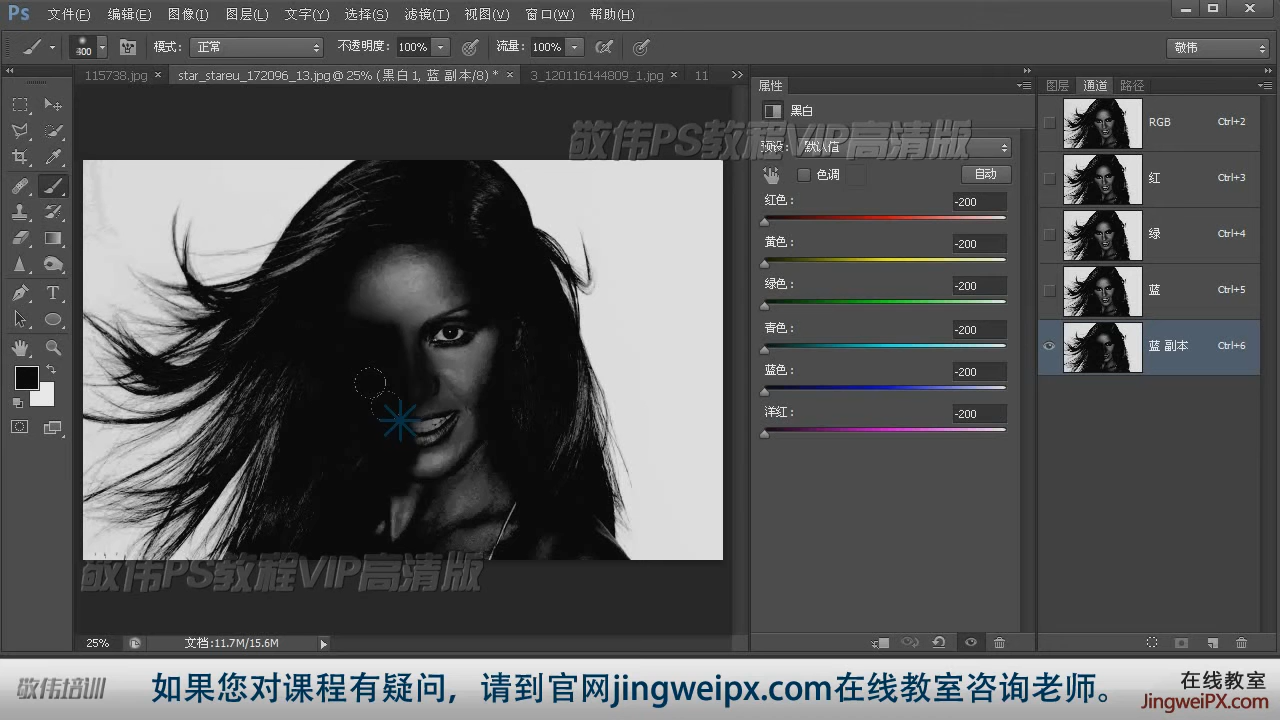 Ps 文件(F) 编辑(E) 图像(I) 图层(L) 文字(Y) 选择(S) 滤镜(T) 视图(V) 窗口(W) 帮助(H)
400 模式: 正常 不透明度: 100% 流量: 100% 敬伟
115738.jpg × star_stareu_172096_13.jpg @ 25% (黑白 1, 蓝 副本/8) * × 3_120116144809_1.jpg × 11
属性
图层 通道 路径
黑白
敬伟PS教程VIP高清版
预设: 默认值
色调 自动
红色: -200
黄色: -200
绿色: -200
青色: -200
蓝色: -200
洋红: -200
RGB Ctrl+2
红 Ctrl+3
绿 Ctrl+4
蓝 Ctrl+5
蓝 副本 Ctrl+6
敬伟PS教程VIP高清版
25% 文档:11.7M/15.6M
敬伟培训
如果您对课程有疑问，请到官网jingweipx.com在线教室咨询老师。
在线教室
JingweiPX.com